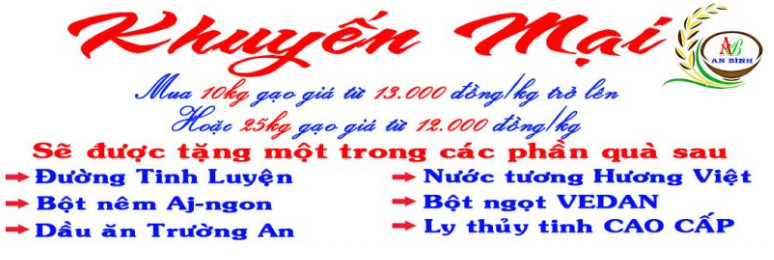 Khuyến Mại
AB
AN BÌNH
Mua 10kg gạo giá từ 13.000 đồng/kg trở lên
Hoặc 25kg gạo giá từ 12.000 đồng/kg
Sẽ được tặng một trong các phần quà sau
Đường Tinh Luyện
Bột nêm Aj-ngon
Dầu ăn Trường An
Nước tương Hương Việt
Bột ngọt VEDAN
Ly thủy tinh CAO CẤP